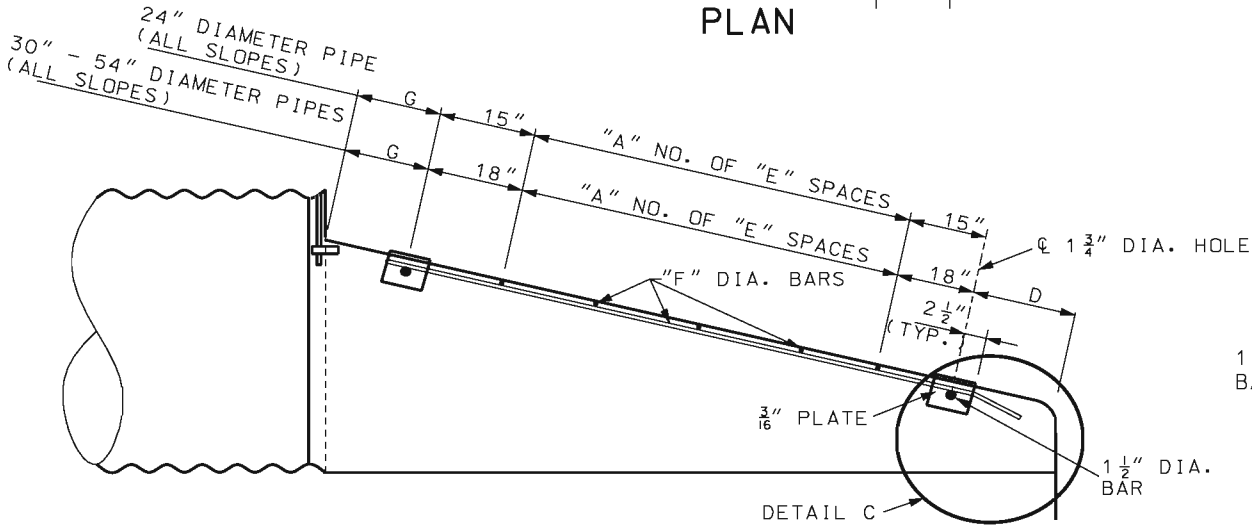 PLAN
24" DIAMETER PIPE
(ALL SLOPES)
30" - 54" DIAMETER PIPES
(ALL SLOPES)
G
15"
"A" NO. OF "E" SPACES
15"
G
18"
"A" NO. OF "E" SPACES
18"
D
℄ 1 3/4" DIA. HOLE
"F" DIA. BARS
2 1/2"
(TYP.)
3/16" PLATE
1 1/2" DIA.
BAR
DETAIL C
1